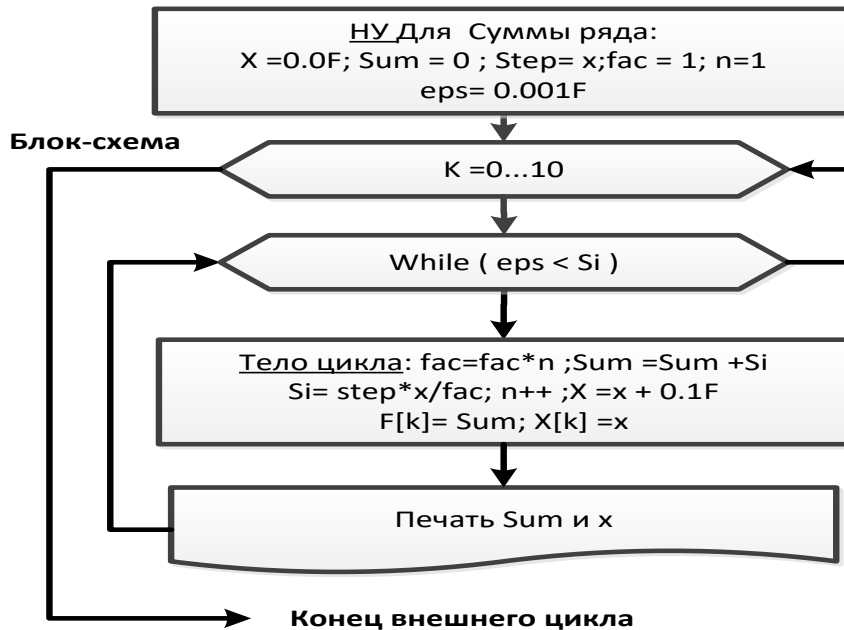 НУ Для Суммы ряда:
X =0.0F; Sum = 0 ; Step= x;fac = 1; n=1
eps= 0.001F
Блок-схема
K =0...10
While ( eps < Si )
Тело цикла: fac=fac*n ;Sum =Sum +Si
Si= step*x/fac; n++ ;X =x + 0.1F
F[k]= Sum; X[k] =x
Печать Sum и x
Конец внешнего цикла